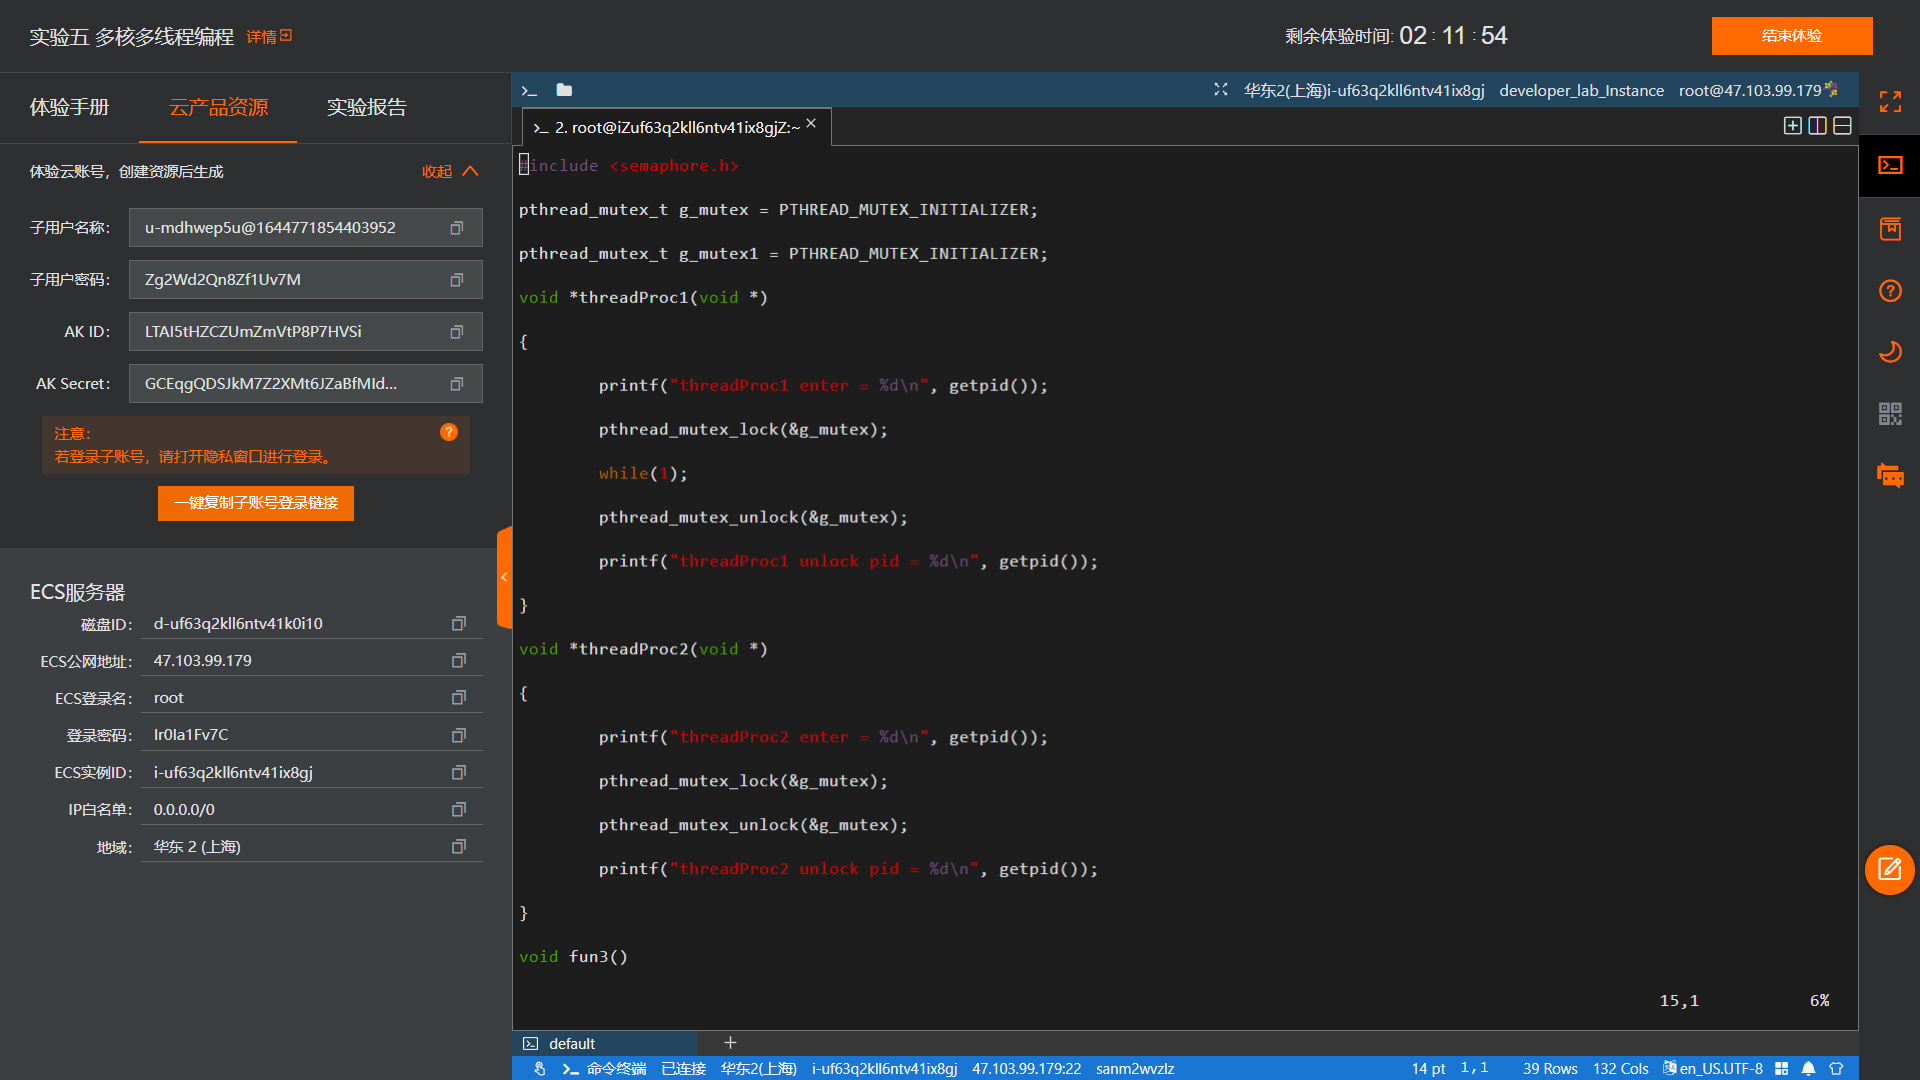 实验五 多核多线程编程 详情
剩余体验时间: 02 : 11 : 54
结束体验
体验手册 云产品资源 实验报告
体验云账号，创建资源后生成 收起
子用户名称： u-mdhwep5u@1644771854403952
子用户密码： Zg2Wd2Qn8Zf1Uv7M
AK ID： LTAI5tHZCZUmZmVtP8P7HVSi
AK Secret： GCEqgQDSJkM7Z2XMt6JZaBfMId...
注意：
若登录子账号，请打开隐私窗口进行登录。
一键复制子账号登录链接
ECS服务器
磁盘ID： d-uf63q2kll6ntv41k0i10
ECS公网地址： 47.103.99.179
ECS登录名： root
登录密码： Ir0Ia1Fv7C
ECS实例ID： i-uf63q2kll6ntv41ix8gj
IP白名单： 0.0.0.0/0
地域： 华东 2 (上海)
华东2(上海)i-uf63q2kll6ntv41ix8gj developer_lab_Instance root@47.103.99.179
2. root@iZuf63q2kll6ntv41ix8gjZ:~
#include <semaphore.h>
pthread_mutex_t g_mutex = PTHREAD_MUTEX_INITIALIZER;
pthread_mutex_t g_mutex1 = PTHREAD_MUTEX_INITIALIZER;
void *threadProc1(void *)
{
printf("threadProc1 enter = %d\n", getpid());
pthread_mutex_lock(&g_mutex);
while(1);
pthread_mutex_unlock(&g_mutex);
printf("threadProc1 unlock pid = %d\n", getpid());
}
void *threadProc2(void *)
{
printf("threadProc2 enter = %d\n", getpid());
pthread_mutex_lock(&g_mutex);
pthread_mutex_unlock(&g_mutex);
printf("threadProc2 unlock pid = %d\n", getpid());
}
void fun3()
15,1 6%
default
命令终端 已连接 华东2(上海) i-uf63q2kll6ntv41ix8gj 47.103.99.179:22 sanm2wvzlz 14 pt 1,1 39 Rows 132 Cols en_US.UTF-8